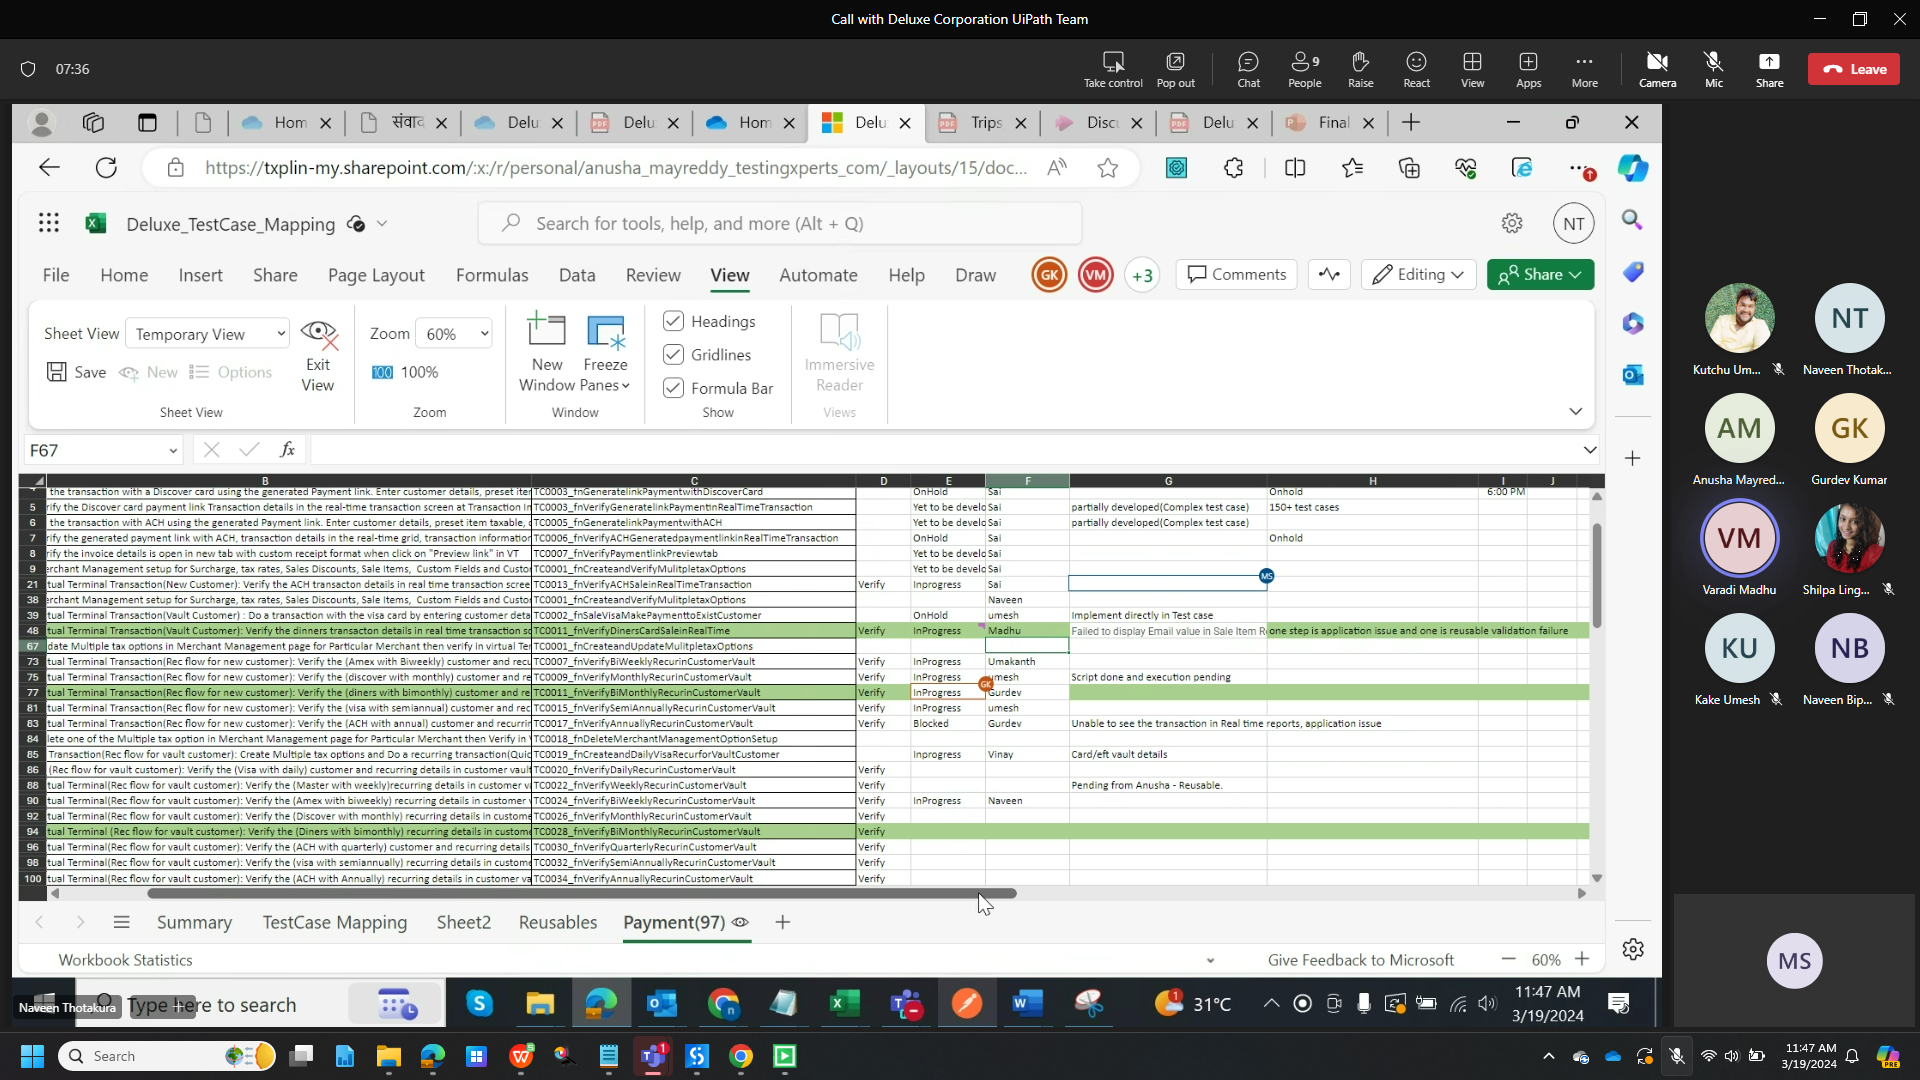 Call with Deluxe Corporation UiPath Team
07:36
Take control
Pop out
Chat
9
People
Raise
React
View
Apps
More
Camera
Mic
Share
Leave
Hom
संवाद
Delu
Delu
Hom
Delu
Trips
Discu
Delu
Final
https://txplin-my.sharepoint.com/:x:/r/personal/anusha_mayreddy_testingxperts_com/_layouts/15/doc...
Deluxe_TestCase_Mapping
Search for tools, help, and more (Alt + Q)
NT
File Home Insert Share Page Layout Formulas Data Review View Automate Help Draw
GK VM +3
Comments
Editing
Share
Sheet View Temporary View
Save New Options
Exit View
Sheet View
Zoom 60%
100 100%
Zoom
New Window
Freeze Panes
Window
Headings
Gridlines
Formula Bar
Show
Immersive Reader
Views
F67
fx
B C D E F G H I J
the transaction with a Discover card using the generated Payment link. Enter customer details, preset iter TC0003_fnGeneratelinkPaymentwithDiscoverCard OnHold Sai Onhold 6:00 PM
5 rify the Discover card payment link Transaction details in the real-time transaction screen at Transaction In TC0003_fnVerifyGeneratelinkPaymentinRealTimeTransaction Yet to be develo Sai partially developed(Complex test case) 150+ test cases
6 the transaction with ACH using the generated Payment link. Enter customer details, preset item taxable, TC0005_fnGeneratelinkPaymentwithACH Yet to be develo Sai partially developed(Complex test case)
7 rify the generated payment link with ACH, transaction details in the real-time grid, transaction information TC0006_fnVerifyACHGeneratedpaymentlinkinRealTimeTransaction OnHold Sai Onhold
8 rify the invoice details is open in new tab with custom receipt format when click on "Preview link" in VT TC0007_fnVerifyPaymentlinkPreviewtab Yet to be develo Sai
9 erchant Management setup for Surcharge, tax rates, Sales Discounts, Sale Items, Custom Fields and Custo TC0001_fnCreateandVerifyMulitpletaxOptions Yet to be develo Sai
21 tual Terminal Transaction(New Customer): Verify the ACH transacton details in real time transaction scree TC0013_fnVerifyACHSaleinRealTimeTransaction Verify Inprogress Sai MS
38 erchant Management setup for Surcharge, tax rates, Sales Discounts, Sale Items, Custom Fields and Custo TC0001_fnCreateandVerifyMulitpletaxOptions Naveen
39 tual Terminal Transaction(Vault Customer) : Do a transaction with the visa card by entering customer deta TC0002_fnSaleVisaMakePaymenttoExistCustomer OnHold umesh Implement directly in Test case
48 tual Terminal Transaction(Vault Customer): Verify the dinners transacton details in real time transaction sc TC0011_fnVerifyDinersCardSaleinRealTime Verify InProgress Madhu Failed to display Email value in Sale Item R one step is application issue and one is reusable validation failure
67 date Multiple tax options in Merchant Management page for Particular Merchant then verify in virtual Ter TC0001_fnCreateandUpdateMulitpletaxOptions
73 tual Terminal Transaction(Rec flow for new customer): Verify the (Amex with Biweekly) customer and recu TC0007_fnVerifyBiWeeklyRecurinCustomerVault Verify InProgress Umakanth
75 tual Terminal Transaction(Rec flow for new customer): Verify the (discover with monthly) customer and re TC0009_fnVerifyMonthlyRecurinCustomerVault Verify InProgress umesh Script done and execution pending
77 tual Terminal Transaction(Rec flow for new customer): Verify the (diners with bimonthly) customer and re TC0011_fnVerifyBiMonthlyRecurinCustomerVault Verify InProgress GK Gurdev
81 tual Terminal Transaction(Rec flow for new customer): Verify the (visa with semiannual) customer and rec TC0015_fnVerifySemiAnnuallyRecurinCustomerVault Verify InProgress umesh
83 tual Terminal Transaction(Rec flow for new customer): Verify the (ACH with annual) customer and recurrin TC0017_fnVerifyAnnuallyRecurinCustomerVault Verify Blocked Gurdev Unable to see the transaction in Real time reports, application issue
84 lete one of the Multiple tax option in Merchant Management page for Particular Merchant then Verify in TC0018_fnDeleteMerchantManagementOptionSetup
85 Transaction(Rec flow for vault customer): Create Multiple tax options and Do a recurring transaction(Quic TC0019_fnCreateandDailyVisaRecurforVaultCustomer Inprogress Vinay Card/eft vault details
86 (Rec flow for vault customer): Verify the (Visa with daily) customer and recurring details in customer vaul TC0020_fnVerifyDailyRecurinCustomerVault Verify
88 tual Terminal(Rec flow for vault customer): Verify the (Master with weekly)recurring details in customer v TC0022_fnVerifyWeeklyRecurinCustomerVault Verify Pending from Anusha - Reusable.
90 tual Terminal(Rec flow for vault customer): Verify the (Amex with biweekly) recurring details in customer TC0024_fnVerifyBiWeeklyRecurinCustomerVault Verify InProgress Naveen
92 tual Terminal(Rec flow for vault customer): Verify the (Discover with monthly) recurring details in custome TC0026_fnVerifyMonthlyRecurinCustomerVault Verify
94 tual Terminal (Rec flow for vault customer): Verify the (Diners with bimonthly) recurring details in custom TC0028_fnVerifyBiMonthlyRecurinCustomerVault Verify
96 tual Terminal(Rec flow for vault customer): Verify the (ACH with quarterly) customer and recurring details TC0030_fnVerifyQuarterlyRecurinCustomerVault Verify
98 tual Terminal(Rec flow for vault customer): Verify the (visa with semiannually) recurring details in custome TC0032_fnVerifySemiAnnuallyRecurinCustomerVault Verify
100 tual Terminal(Rec flow for vault customer): Verify the (ACH with Annually) recurring details in customer va TC0034_fnVerifyAnnuallyRecurinCustomerVault Verify
Summary TestCase Mapping Sheet2 Reusables Payment(97)
Workbook Statistics
Give Feedback to Microsoft
60%
Naveen Thotakura
Type here to search
31°C
11:47 AM
3/19/2024
Kutchu Um...
NT
Naveen Thotak...
AM
Anusha Mayred...
GK
Gurdev Kumar
VM
Varadi Madhu
Shilpa Ling...
KU
Kake Umesh
NB
Naveen Bip...
MS
Search
11:47 AM
3/19/2024